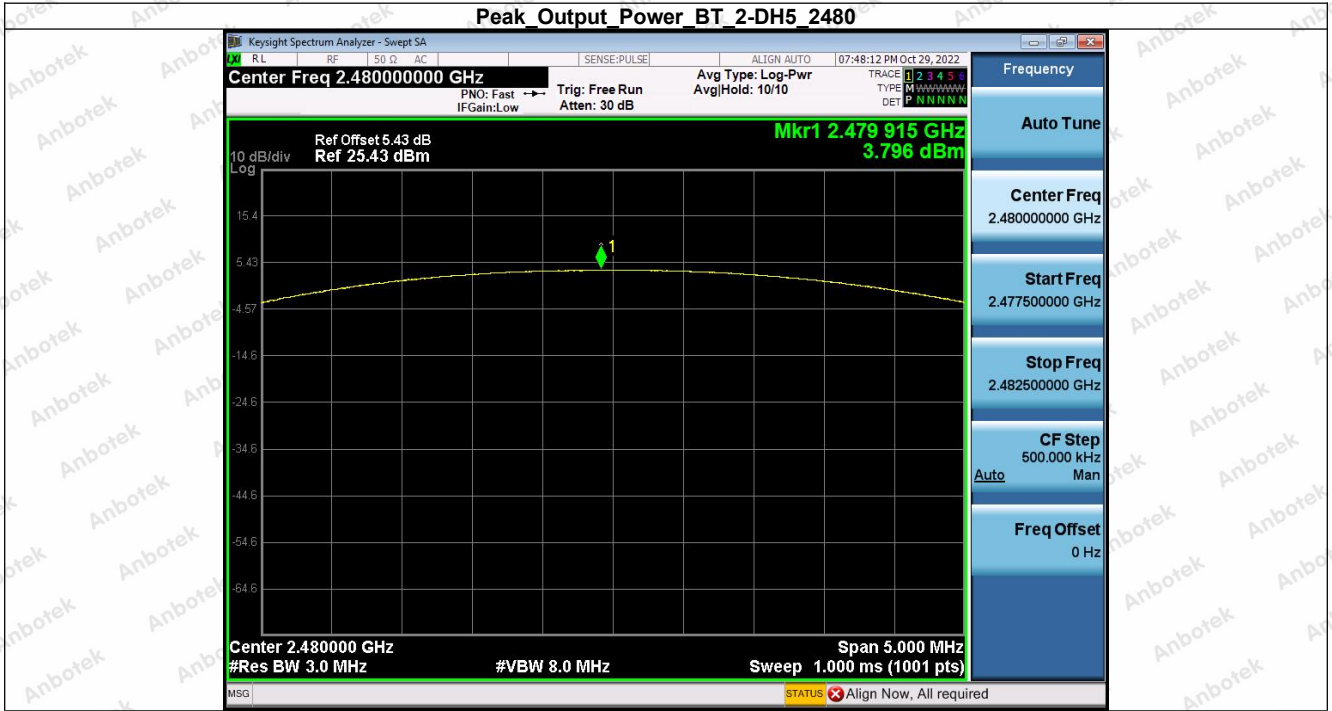 Peak_Output_Power_BT_2-DH5_2480
Keysight Spectrum Analyzer - Swept SA
LXI RL RF 50 Ω AC SENSE:PULSE ALIGN AUTO 07:48:12 PM Oct 29, 2022
Center Freq 2.480000000 GHz
PNO: Fast
IFGain:Low
Trig: Free Run
Atten: 30 dB
Avg Type: Log-Pwr
Avg|Hold: 10/10
TRACE 1 2 3 4 5 6
TYPE M WWWWW
DET P N N N N N
Mkr1 2.479 915 GHz
3.796 dBm
Ref Offset 5.43 dB
10 dB/div Ref 25.43 dBm
Log
15.4
5.43
-4.57
-14.6
-24.6
-34.6
-44.6
-54.6
-64.6
1
Center 2.480000 GHz Span 5.000 MHz
#Res BW 3.0 MHz #VBW 8.0 MHz Sweep 1.000 ms (1001 pts)
MSG STATUS Align Now, All required
Frequency
Auto Tune
Center Freq
2.480000000 GHz
Start Freq
2.477500000 GHz
Stop Freq
2.482500000 GHz
CF Step
500.000 kHz
Auto Man
Freq Offset
0 Hz
Anbotek